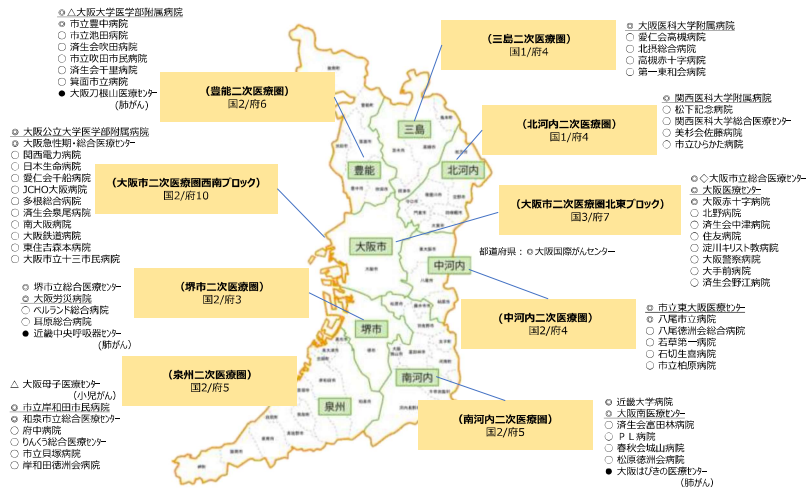 ◎△大阪大学医学部附属病院
◎ 市立豊中病院
○ 市立池田病院
○ 済生会吹田病院
○ 市立吹田市民病院
○ 済生会千里病院
○ 箕面市立病院
● 大阪刀根山医療センター
(肺がん)
(豊能二次医療圏)
国2/府6
(三島二次医療圏)
国1/府4
◎ 大阪医科大学附属病院
○ 愛仁会高槻病院
○ 北摂総合病院
○ 高槻赤十字病院
○ 第一東和会病院
(北河内二次医療圏)
国1/府4
◎ 関西医科大学附属病院
○ 松下記念病院
○ 関西医科大学総合医療センター
○ 美杉会佐藤病院
○ 市立ひらかた病院
◎ 大阪公立大学医学部附属病院
◎ 大阪急性期・総合医療センター
○ 関西電力病院
○ 日本生命病院
○ 愛仁会千船病院
○ JCHO大阪病院
○ 多根総合病院
○ 済生会泉尾病院
○ 南大阪病院
○ 大阪鉄道病院
○ 東住吉森本病院
○ 大阪市立十三市民病院
(大阪市二次医療圏西南ブロック)
国2/府10
(大阪市二次医療圏北東ブロック)
国3/府7
都道府県:◎大阪国際がんセンター
◎◇大阪市立総合医療センター
◎ 大阪医療センター
◎ 大阪赤十字病院
○ 北野病院
○ 済生会中津病院
○ 住友病院
○ 淀川キリスト教病院
○ 大阪警察病院
○ 大手前病院
○ 済生会野江病院
三島
豊能
北河内
大阪市
中河内
堺市
南河内
泉州
◎ 堺市立総合医療センター
◎ 大阪労災病院
○ ベルランド総合病院
○ 耳原総合病院
● 近畿中央呼吸器センター
(肺がん)
(堺市二次医療圏)
国2/府3
(中河内二次医療圏)
国2/府4
◎ 市立東大阪医療センター
◎ 八尾市立病院
○ 八尾徳洲会総合病院
○ 若草第一病院
○ 石切生喜病院
○ 市立柏原病院
△ 大阪母子医療センター
(小児がん)
◎ 市立岸和田市民病院
◎ 和泉市立総合医療センター
○ 府中病院
○ りんくう総合医療センター
○ 市立貝塚病院
○ 岸和田徳洲会病院
(泉州二次医療圏)
国2/府5
(南河内二次医療圏)
国2/府5
◎ 近畿大学病院
◎ 大阪南医療センター
○ 済生会富田林病院
○ PL病院
○ 春秋会城山病院
○ 松原徳洲会病院
● 大阪はびきの医療センター
(肺がん)